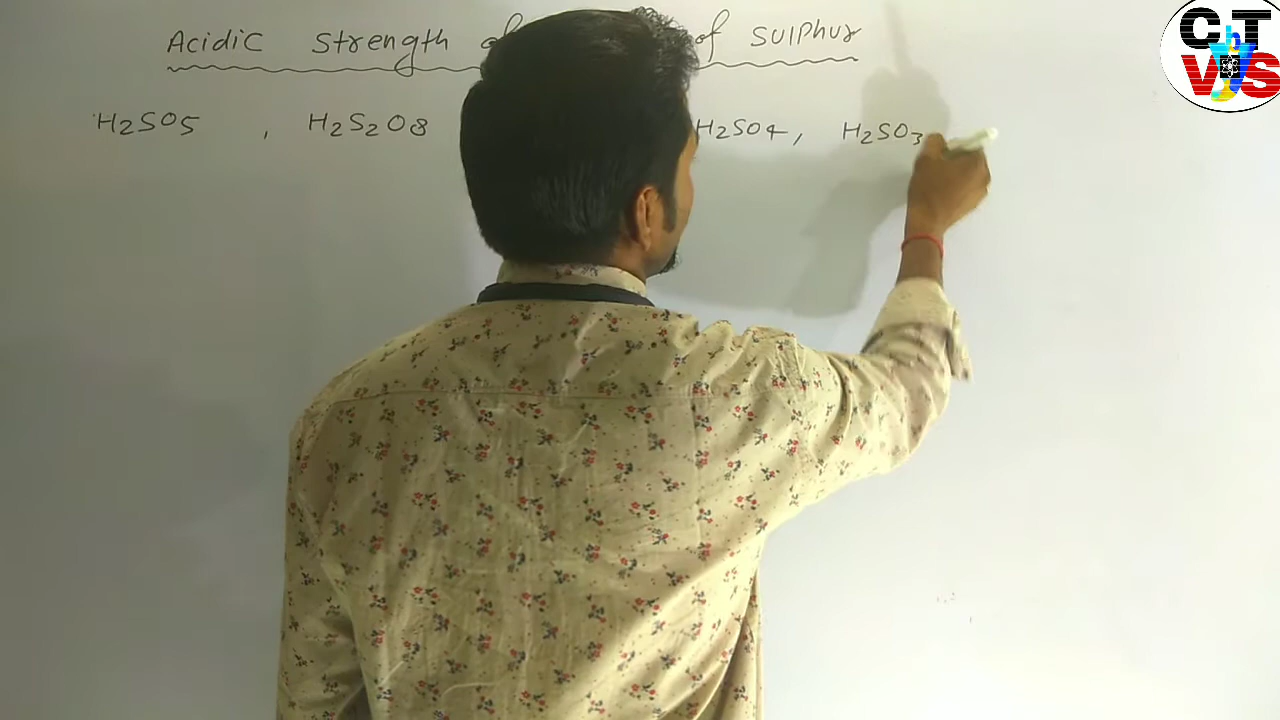 Acidic Strength of of Sulphur
H2SO5 , H2S2O8 H2SO4, H2SO3
C h T
V Y S